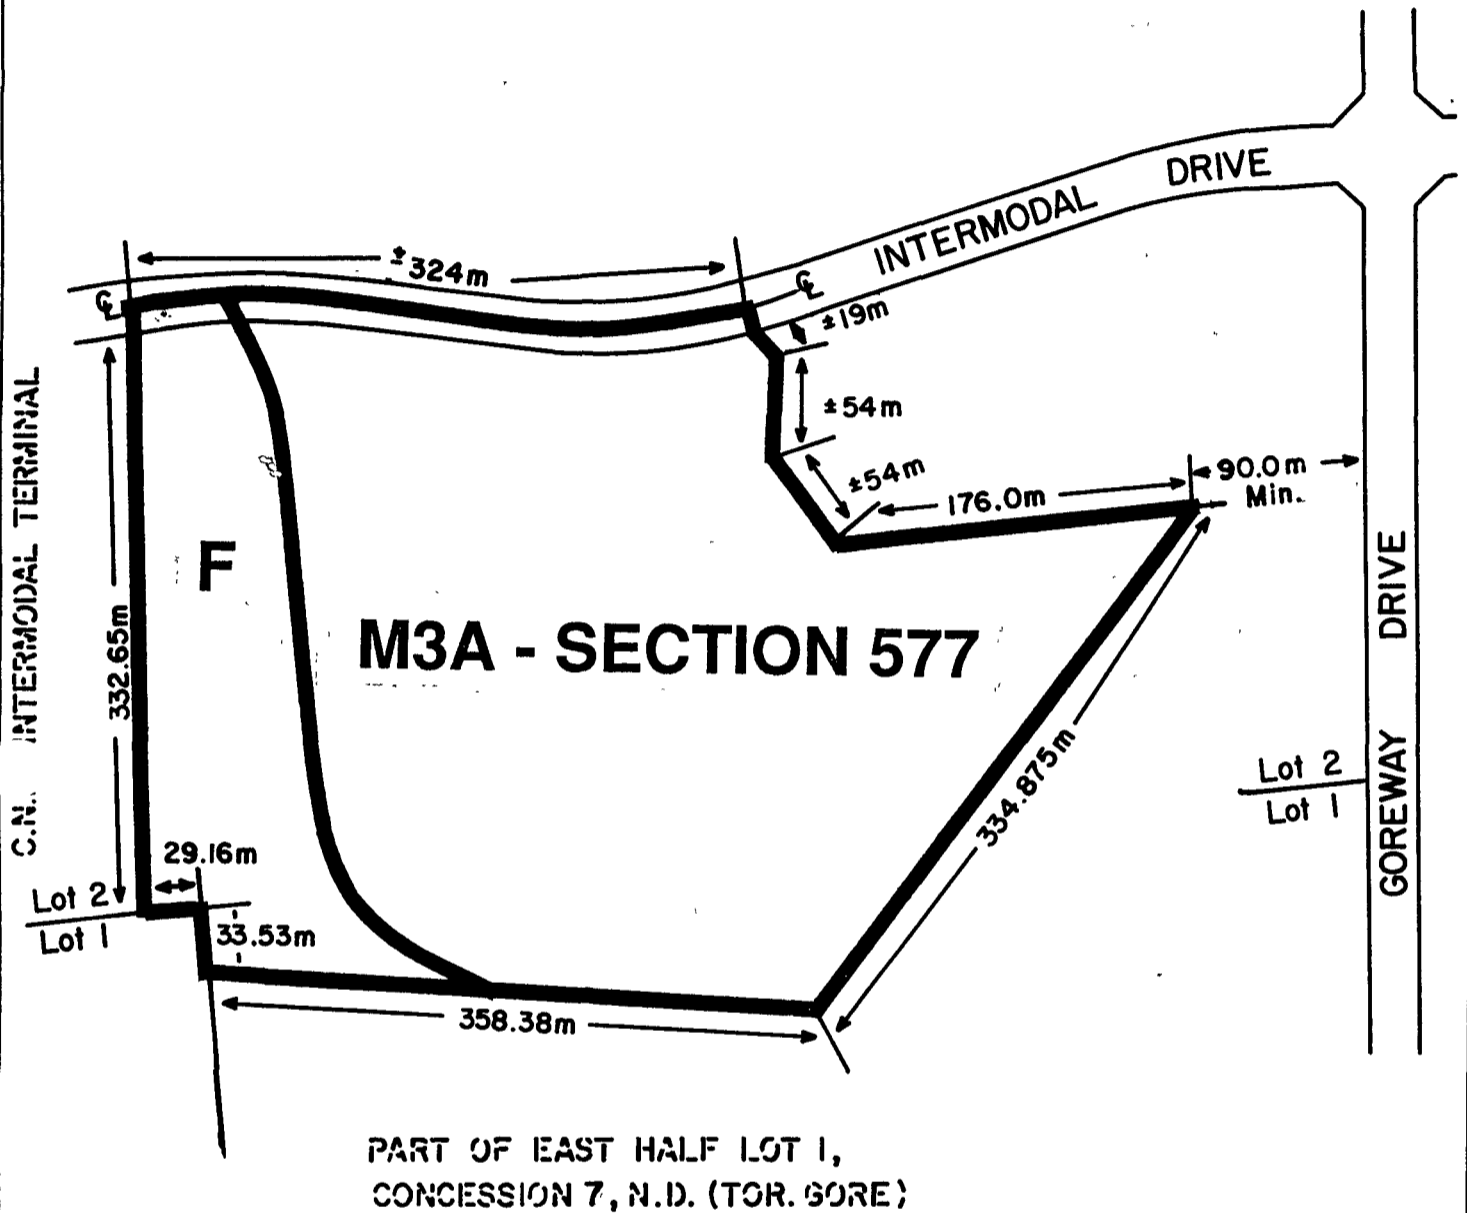 INTERMODAL DRIVE
±324m
℄
℄
±19m
±54m
±54m
176.0m
90.0m
Min.
C.N. INTERMODAL TERMINAL
332.65m
F
M3A - SECTION 577
334.875m
GOREWAY DRIVE
Lot 2
Lot 1
29.16m
Lot 2
Lot 1
33.53m
358.38m
PART OF EAST HALF LOT 1,
CONCESSION 7, N.D. (TOR. GORE)